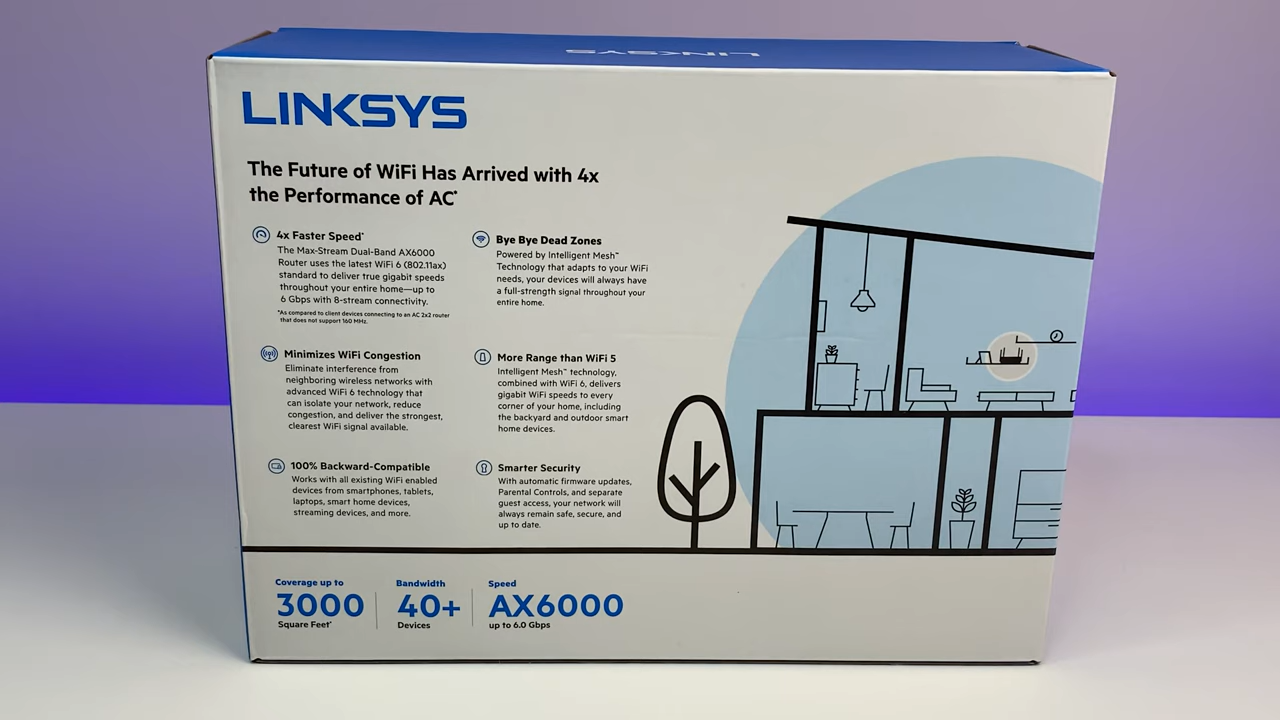 LINKSYS
LINKSYS
The Future of WiFi Has Arrived with 4x
the Performance of AC*
4x Faster Speed*
The Max-Stream Dual-Band AX6000
Router uses the latest WiFi 6 (802.11ax)
standard to deliver true gigabit speeds
throughout your entire home—up to
6 Gbps with 8-stream connectivity.
*As compared to client devices connecting to an AC 2x2 router
that does not support 160 MHz.
Bye Bye Dead Zones
Powered by Intelligent Mesh™
Technology that adapts to your WiFi
needs, your devices will always have
a full-strength signal throughout your
entire home.
Minimizes WiFi Congestion
Eliminate interference from
neighboring wireless networks with
advanced WiFi 6 technology that
can isolate your network, reduce
congestion, and deliver the strongest,
clearest WiFi signal available.
More Range than WiFi 5
Intelligent Mesh™ technology,
combined with WiFi 6, delivers
gigabit WiFi speeds to every
corner of your home, including
the backyard and outdoor smart
home devices.
100% Backward-Compatible
Works with all existing WiFi enabled
devices from smartphones, tablets,
laptops, smart home devices,
streaming devices, and more.
Smarter Security
With automatic firmware updates,
Parental Controls, and separate
guest access, your network will
always remain safe, secure, and
up to date.
Coverage up to
3000
Square Feet*
Bandwidth
40+
Devices
Speed
AX6000
up to 6.0 Gbps